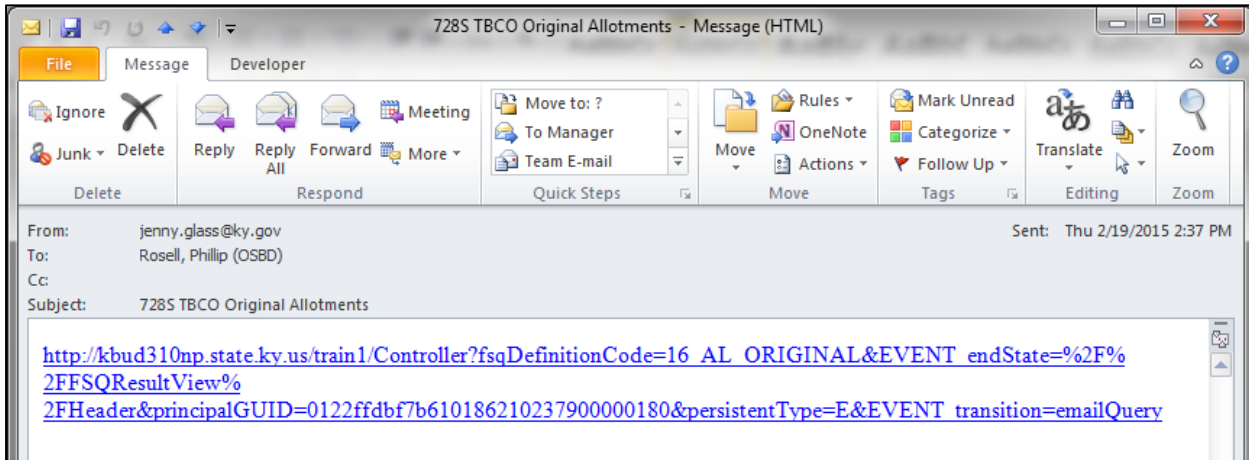 728S TBCO Original Allotments - Message (HTML)
File Message Developer
Ignore
Junk
Delete
Reply
Reply All
Forward
Meeting
More
Move to: ?
To Manager
Team E-mail
Move
Rules
OneNote
Actions
Mark Unread
Categorize
Follow Up
Translate
Zoom
Delete Respond Quick Steps Move Tags Editing Zoom
From: jenny.glass@ky.gov Sent: Thu 2/19/2015 2:37 PM
To: Rosell, Phillip (OSBD)
Cc:
Subject: 728S TBCO Original Allotments
http://kbud310np.state.ky.us/train1/Controller?fsqDefinitionCode=16_AL_ORIGINAL&EVENT_endState=%2F%
2FFSQResultView%
2FHeader&principalGUID=0122ffdbf7b610186210237900000180&persistentType=E&EVENT_transition=emailQuery